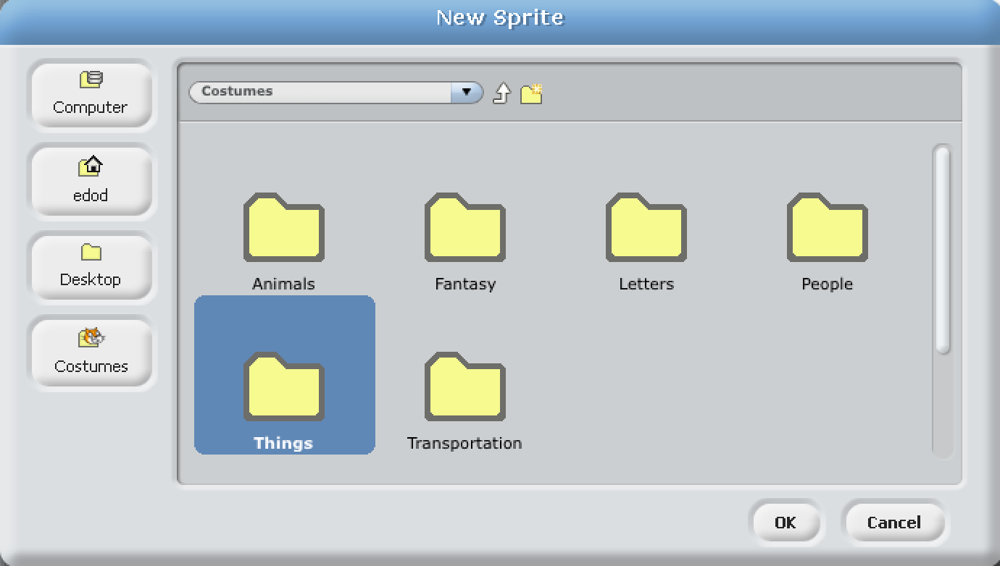 New Sprite
Computer
edod
Desktop
Costumes
Costumes
Animals
Fantasy
Letters
People
Things
Transportation
OK
Cancel